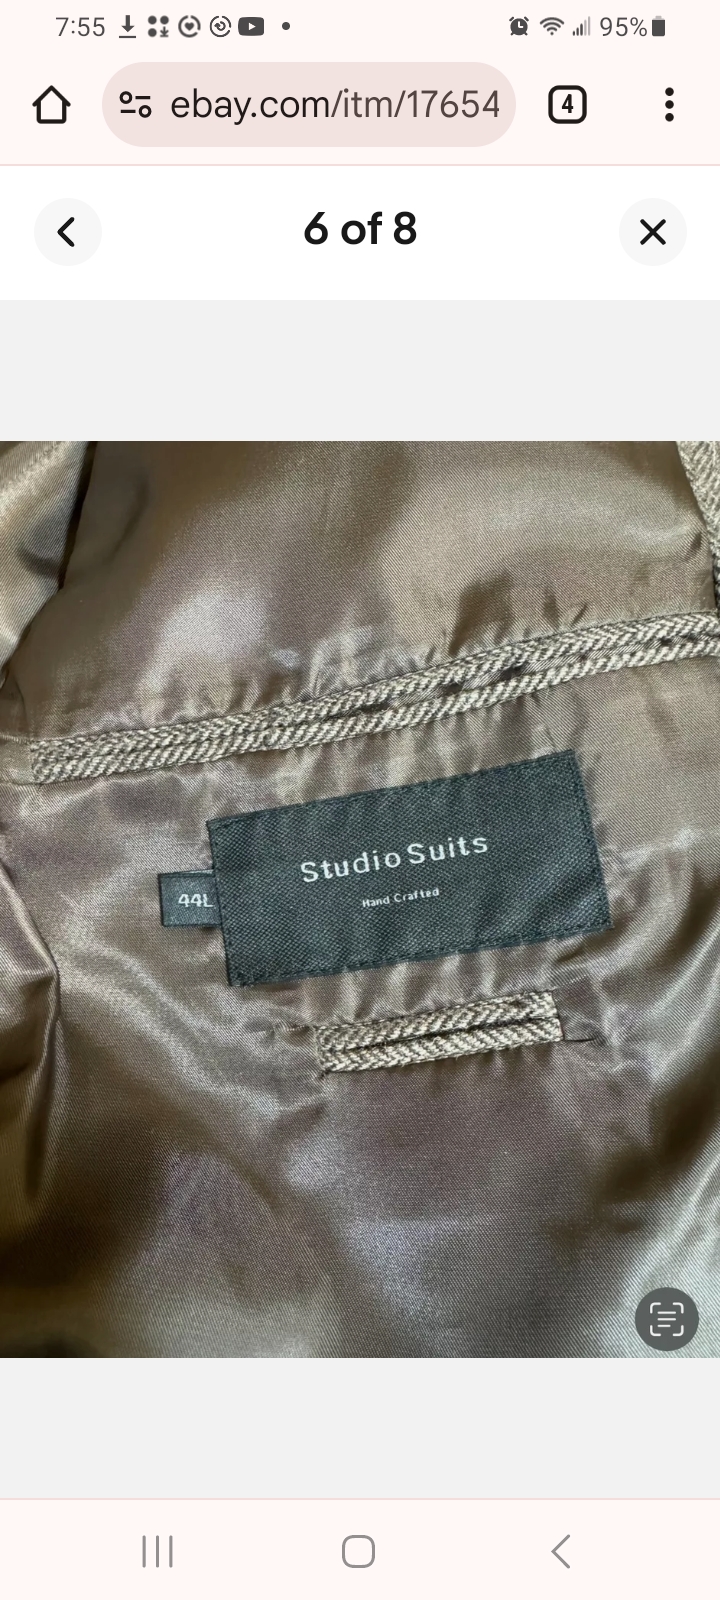 7:55
95%
ebay.com/itm/17654
4
6 of 8
Studio Suits
Hand Crafted
44L